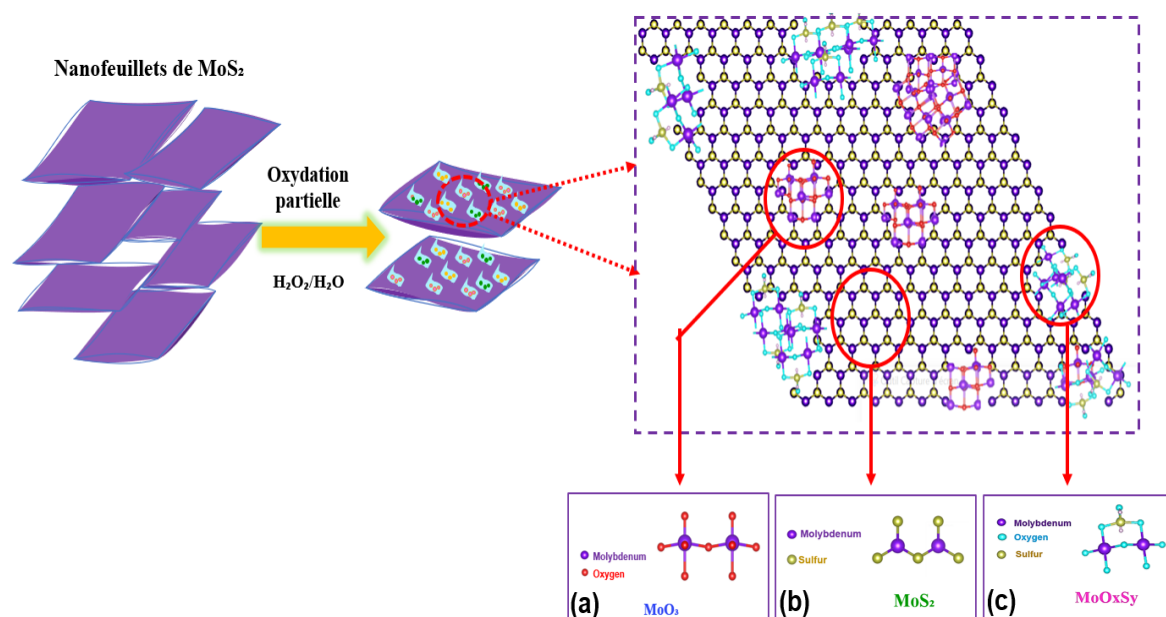 Nanofeuillets de MoS₂
Oxydation
partielle
H₂O₂/H₂O
Molybdenum
Oxygen
(a)
MoO₃
Molybdenum
Sulfur
(b)
MoS₂
Molybdenum
Oxygen
Sulfur
(c)
MoOxSy